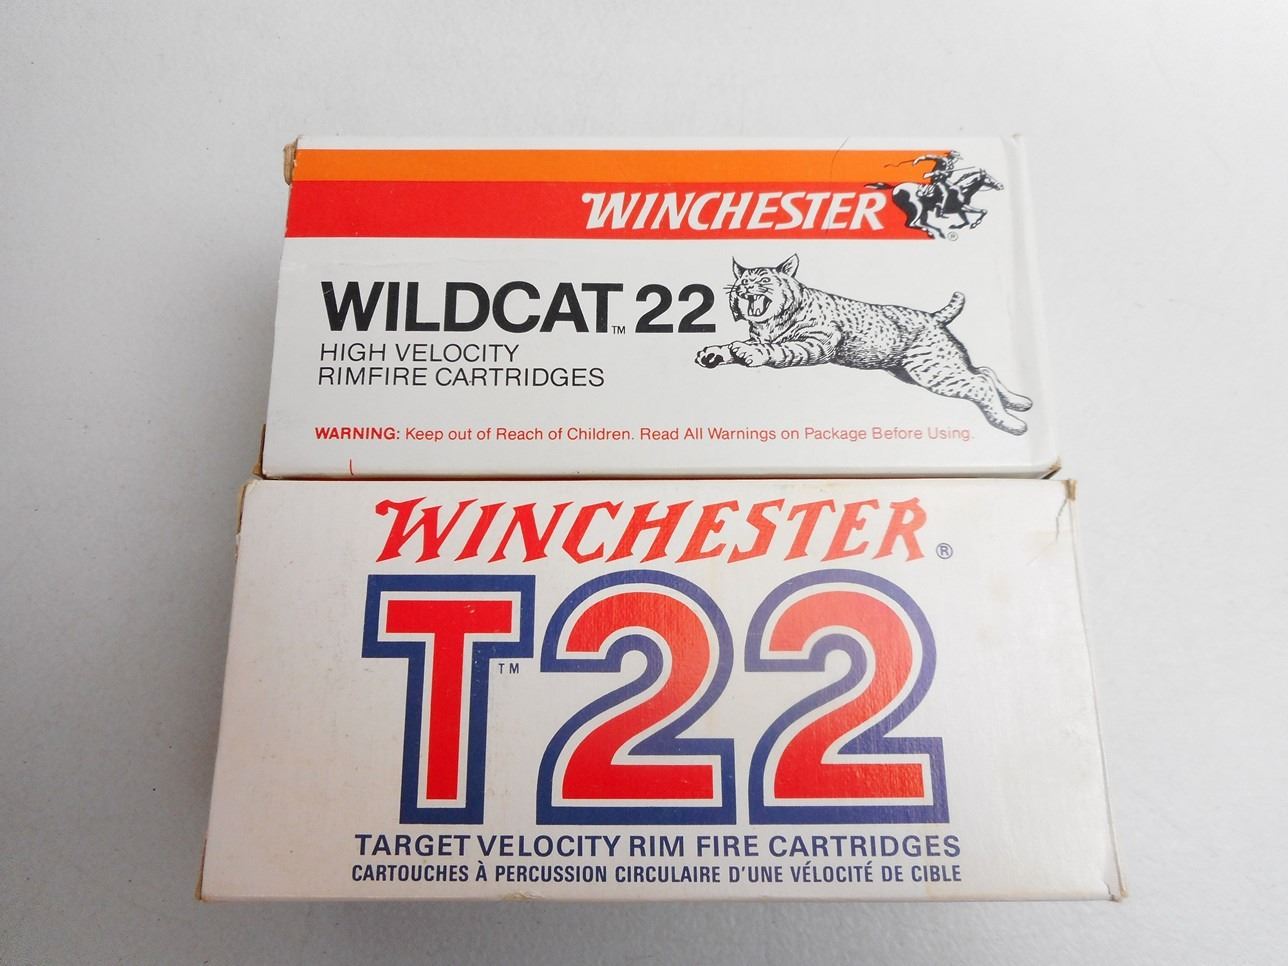 WINCHESTER
®
WILDCAT™ 22
HIGH VELOCITY
RIMFIRE CARTRIDGES
WARNING: Keep out of Reach of Children. Read All Warnings on Package Before Using.
WINCHESTER®
T™22
TARGET VELOCITY RIM FIRE CARTRIDGES
CARTOUCHES À PERCUSSION CIRCULAIRE D'UNE VÉLOCITÉ DE CIBLE